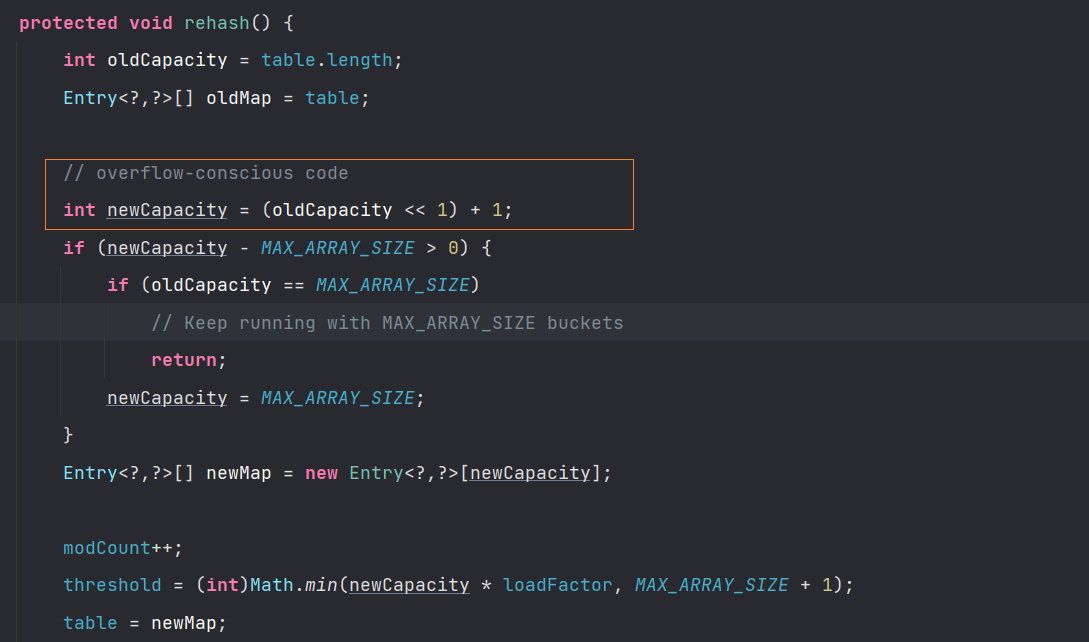 protected void rehash() {
    int oldCapacity = table.length;
    Entry<?,?>[] oldMap = table;
    // overflow-conscious code
    int newCapacity = (oldCapacity << 1) + 1;
    if (newCapacity - MAX_ARRAY_SIZE > 0) {
        if (oldCapacity == MAX_ARRAY_SIZE)
            // Keep running with MAX_ARRAY_SIZE buckets
            return;
        newCapacity = MAX_ARRAY_SIZE;
    }
    Entry<?,?>[] newMap = new Entry<?,?>[newCapacity];
    modCount++;
    threshold = (int)Math.min(newCapacity * loadFactor, MAX_ARRAY_SIZE + 1);
    table = newMap;